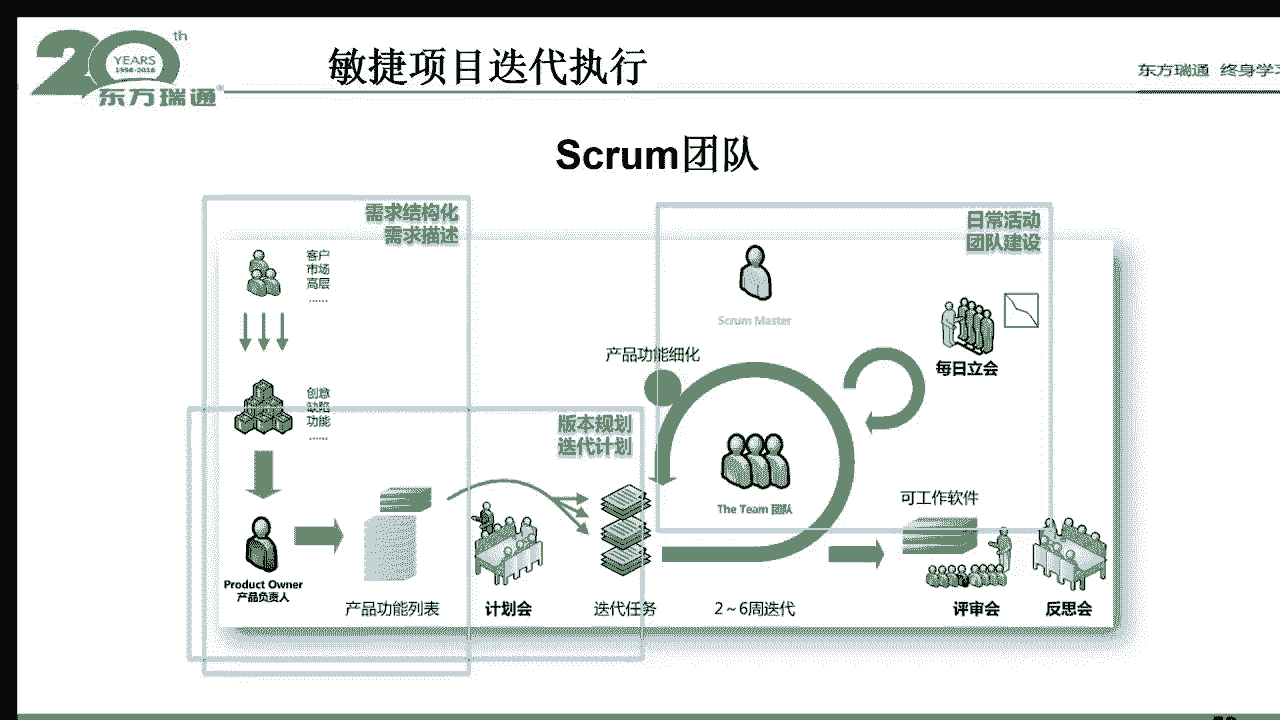 20th
YEARS
1998-2018
东方瑞通®
敏捷项目迭代执行
东方瑞通 终身学习
Scrum团队
需求结构化
需求描述
客户
市场
高层
......
创意
缺陷
功能
......
Product Owner
产品负责人
产品功能列表
版本规划
迭代计划
计划会
迭代任务
产品功能细化
日常活动
团队建设
Scrum Master
每日立会
The Team 团队
2～6周迭代
可工作软件
评审会
反思会